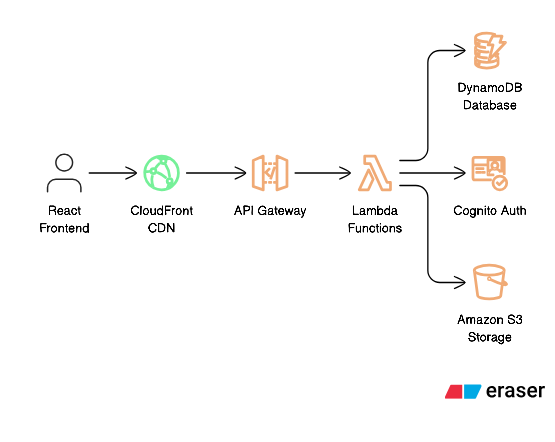 React
Frontend
CloudFront
CDN
API Gateway
Lambda
Functions
DynamoDB
Database
Cognito Auth
Amazon S3
Storage
eraser